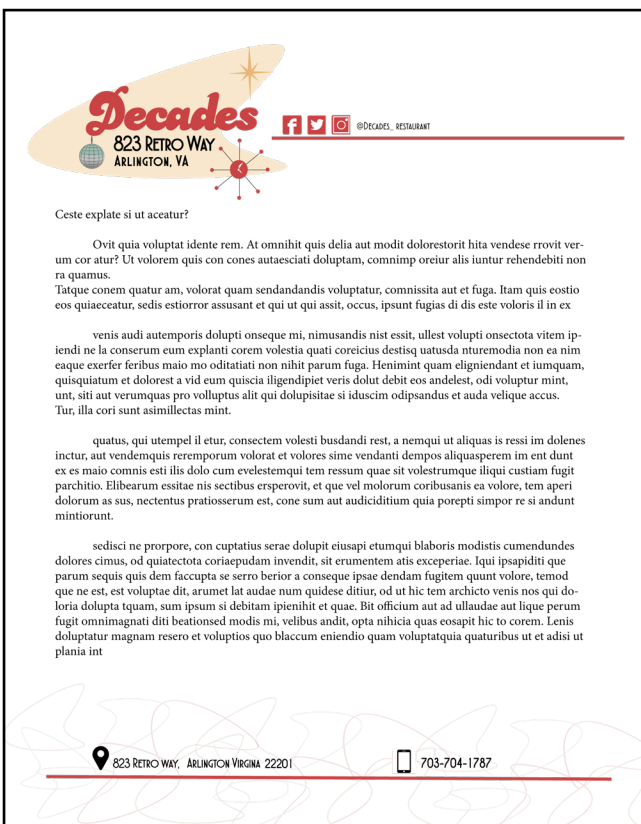 Decades
823 Retro Way
Arlington, VA
@Decades_ restaurant
Ceste explate si ut aceatur?
Ovit quia voluptat idente rem. At omnihit quis delia aut modit dolorestorit hita vendese rrovit ver-
um cor atur? Ut volorem quis con cones autaesciati doluptam, comnimp oreiur alis iuntur rehendebiti non
ra quamus.
Tatque conem quatur am, volorat quam sendandandis voluptatur, comnissita aut et fuga. Itam quis eostio
eos quiaeceatur, sedis estiorror assusant et qui ut qui assit, occus, ipsunt fugias di dis este voloris il in ex
venis audi autemporis dolupti onseque mi, nimusandis nist essit, ullest volupti onsectota vitem ip-
iendi ne la conserum eum explanti corem volestia quati coreicius destisq uatusda nturemodia non ea nim
eaque exerfer feribus maio mo oditatiati non nihit parum fuga. Henimint quam eligniendant et iumquam,
quisquiatum et dolorest a vid eum quiscia iligendipiet veris dolut debit eos andelest, odi voluptur mint,
unt, siti aut verumquas pro volluptus alit qui dolupisitae si iduscim odipsandus et auda velique accus.
Tur, illa cori sunt asimillectas mint.
quatus, qui utempel il etur, consectem volesti busdandi rest, a nemqui ut aliquas is ressi im dolenes
inctur, aut vendemquis reremporum volorat et volores sime vendanti dempos aliquasperem im ent dunt
ex es maio comnis esti ilis dolo cum evelestemqui tem ressum quae sit volestrumque iliqui custiam fugit
parchitio. Elibearum essitae nis sectibus ersperovit, et que vel molorum coribusanis ea volore, tem aperi
dolorum as sus, nectentus pratiosserum est, cone sum aut audiciditium quia porepti simpor re si andunt
mintiorunt.
sedisci ne prorpore, con cuptatius serae dolupit eiusapi etumqui blaboris modistis cumendundes
dolores cimus, od quiatectota coriaepudam invendit, sit erumentem atis exceperiae. Iqui ipsapiditi que
parum sequis quis dem faccupta se serro berior a conseque ipsae dendam fugitem quunt volore, temod
que ne est, est voluptae dit, arumet lat audae num quidese ditiur, od ut hic tem archicto venis nos qui do-
loria dolupta tquam, sum ipsum si debitam ipienihit et quae. Bit officium aut ad ullaudae aut lique perum
fugit omnimagnati diti beationsed modis mi, velibus andit, opta nihicia quas eosapit hic to corem. Lenis
doluptatur magnam resero et voluptios quo blaccum eniendio quam voluptatquia quaturibus ut et adisi ut
plania int
823 Retro way, Arlington Virgina 22201
703-704-1787